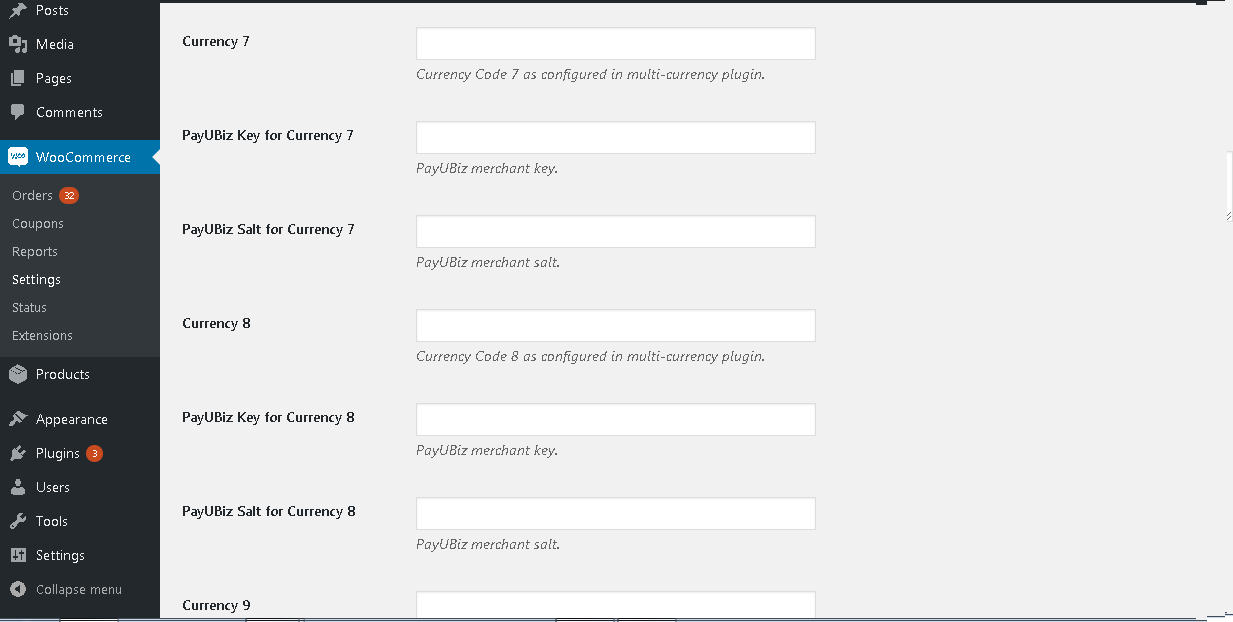 Posts
Media
Pages
Comments
WooCommerce
Orders 32
Coupons
Reports
Settings
Status
Extensions
Products
Appearance
Plugins 3
Users
Tools
Settings
Collapse menu
Currency 7
Currency Code 7 as configured in multi-currency plugin.
PayUBiz Key for Currency 7
PayUBiz merchant key.
PayUBiz Salt for Currency 7
PayUBiz merchant salt.
Currency 8
Currency Code 8 as configured in multi-currency plugin.
PayUBiz Key for Currency 8
PayUBiz merchant key.
PayUBiz Salt for Currency 8
PayUBiz merchant salt.
Currency 9